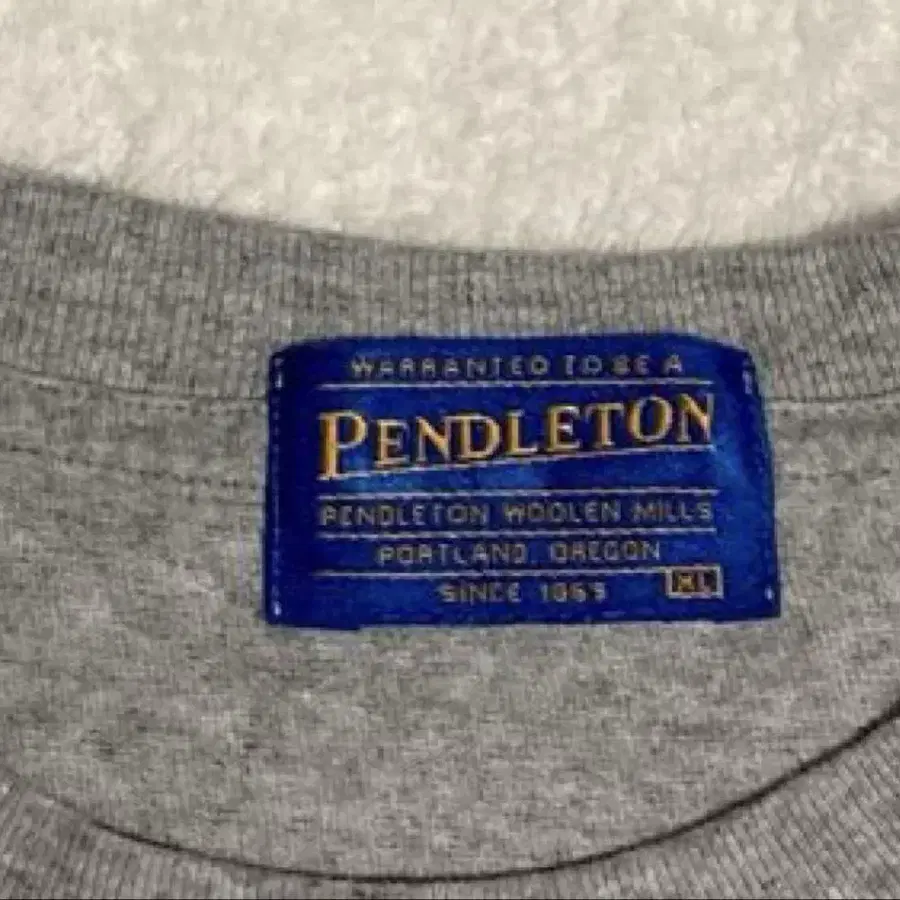 WARRANTED TO BE A
PENDLETON
PENDLETON WOOLEN MILLS
PORTLAND, OREGON
SINCE 1863 XL